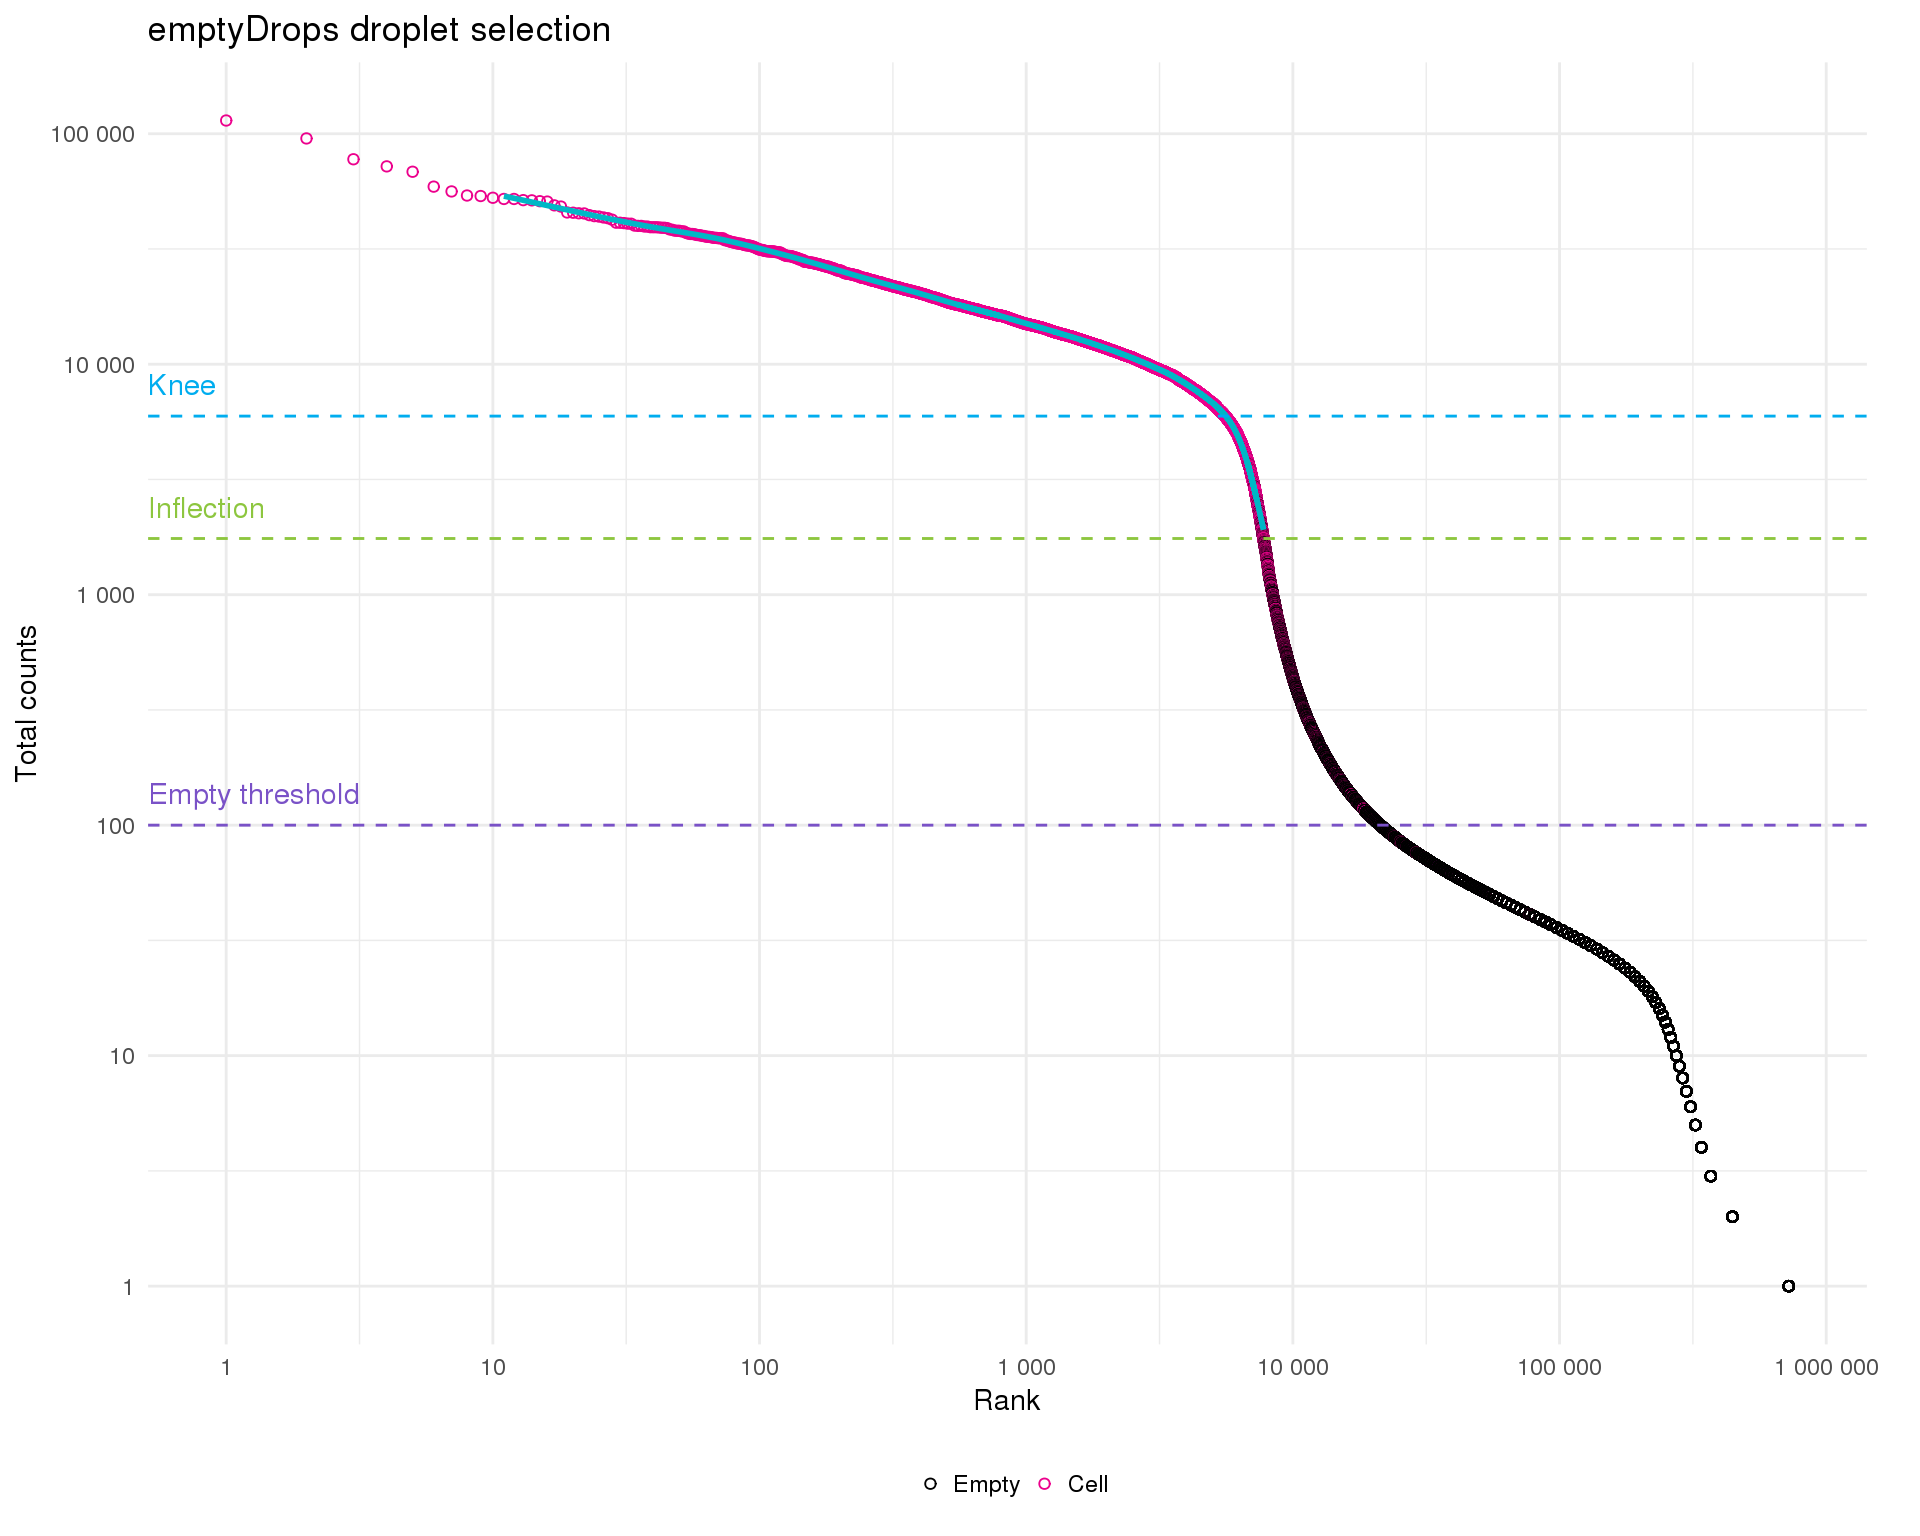 emptyDrops droplet selection
100 000
10 000
Knee
Inflection
1 000
Empty threshold
100
10
1
Total counts
1
10
100
1 000
10 000
100 000
1 000 000
Rank
Empty
Cell